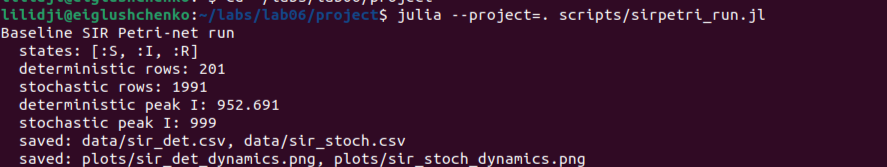 lilidji@eiglushchenko:~/labs/lab06/project$ julia --project=. scripts/sirpetri_run.jl
Baseline SIR Petri-net run
  states: [:S, :I, :R]
  deterministic rows: 201
  stochastic rows: 1991
  deterministic peak I: 952.691
  stochastic peak I: 999
  saved: data/sir_det.csv, data/sir_stoch.csv
  saved: plots/sir_det_dynamics.png, plots/sir_stoch_dynamics.png